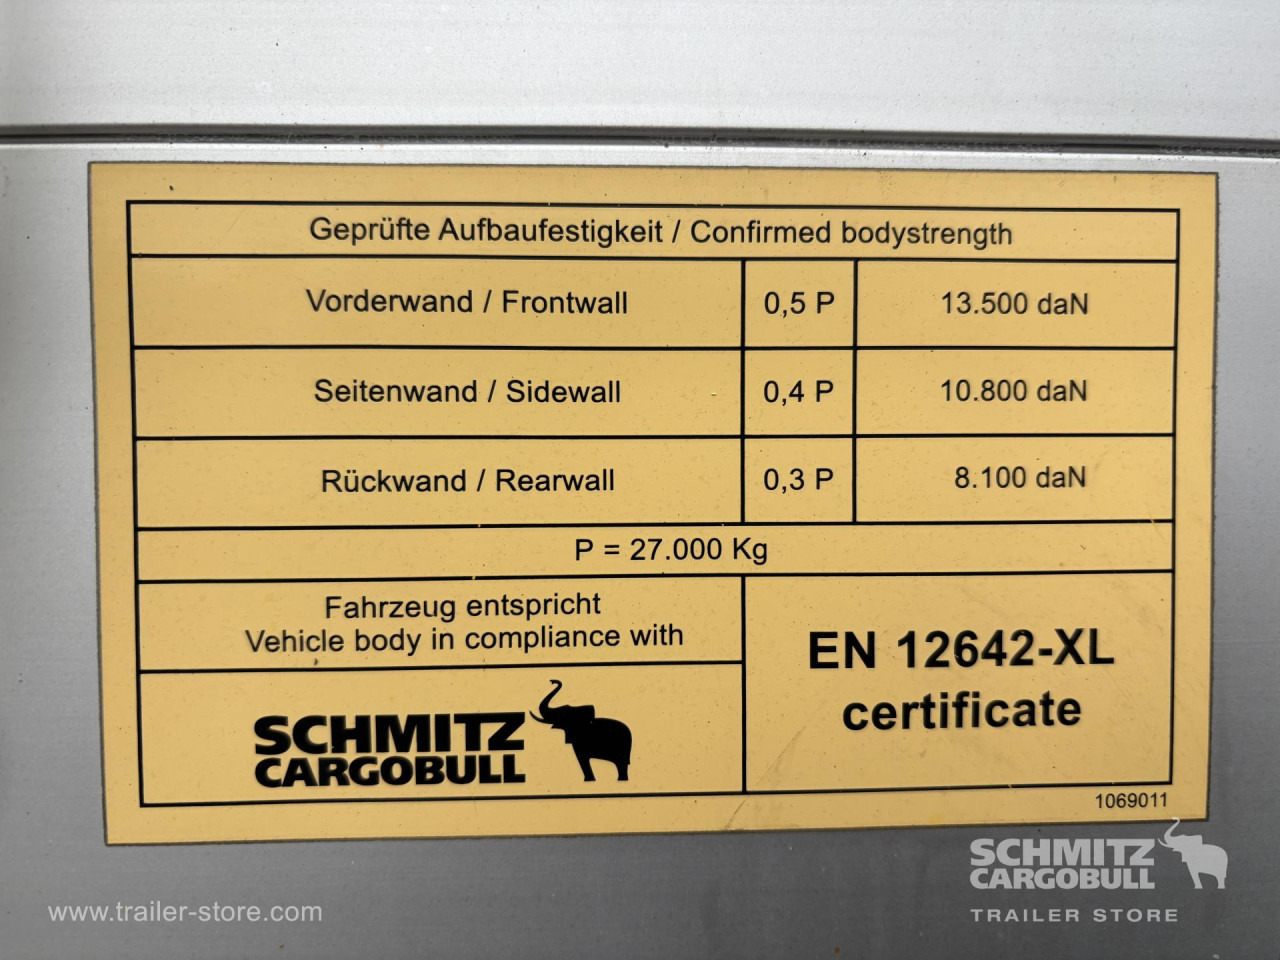 Geprüfte Aufbaufestigkeit / Confirmed bodystrength
Vorderwand / Frontwall 0,5 P 13.500 daN
Seitenwand / Sidewall 0,4 P 10.800 daN
Rückwand / Rearwall 0,3 P 8.100 daN
P = 27.000 Kg
Fahrzeug entspricht
Vehicle body in compliance with
EN 12642-XL
certificate
SCHMITZ
CARGOBULL
1069011
SCHMITZ
CARGOBULL
TRAILER STORE
www.trailer-store.com